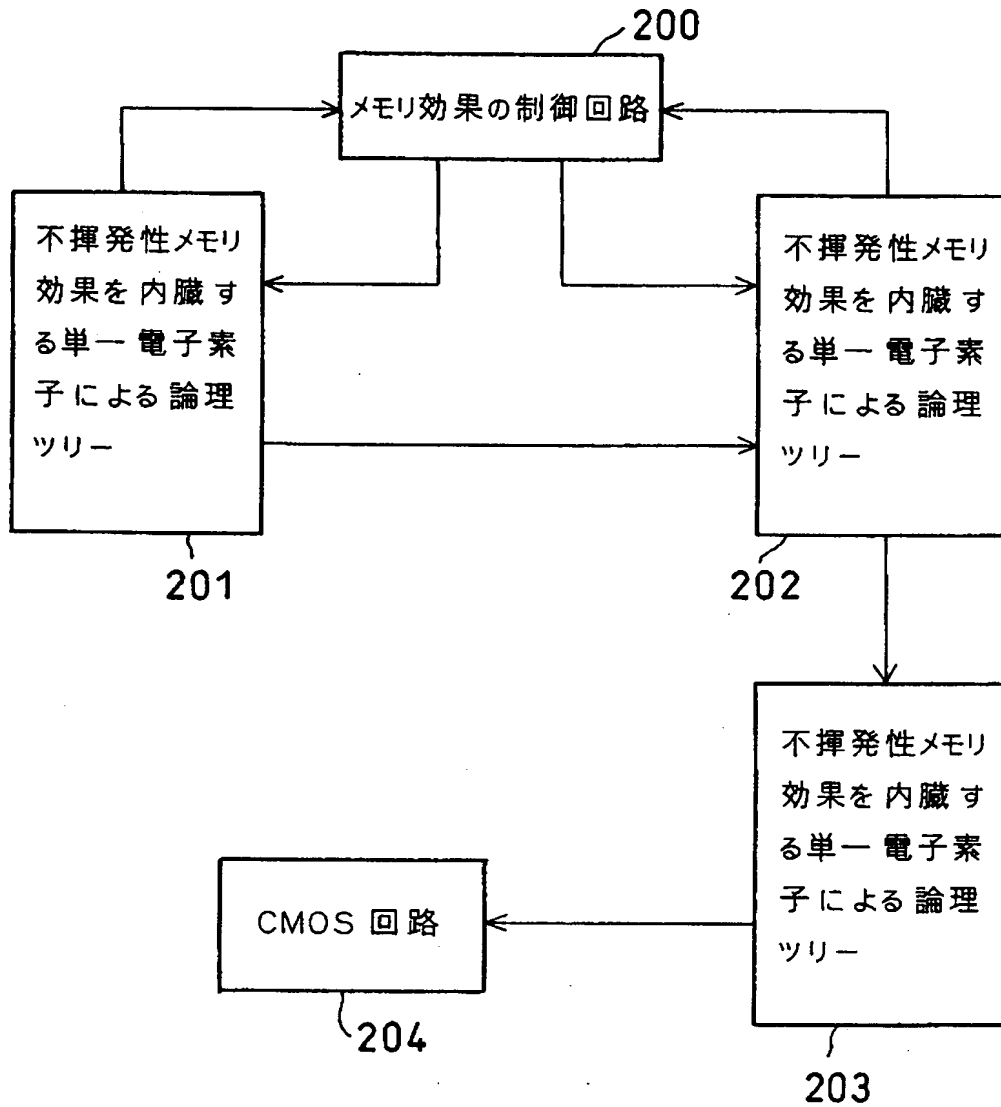 200
メモリ効果の制御回路
不揮発性メモリ
効果を内臓す
る単一電子素
子による論理
ツリー
201
不揮発性メモリ
効果を内臓す
る単一電子素
子による論理
ツリー
202
不揮発性メモリ
効果を内臓す
る単一電子素
子による論理
ツリー
203
CMOS 回路
204